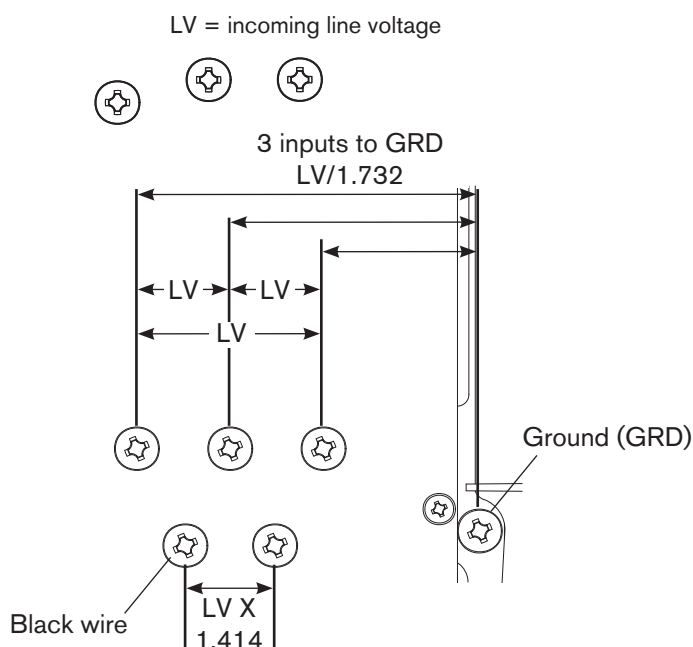 LV = incoming line voltage
3 inputs to GRD
LV/1.732
LV
LV
LV
Ground (GRD)
Black wire
LV X
1.414